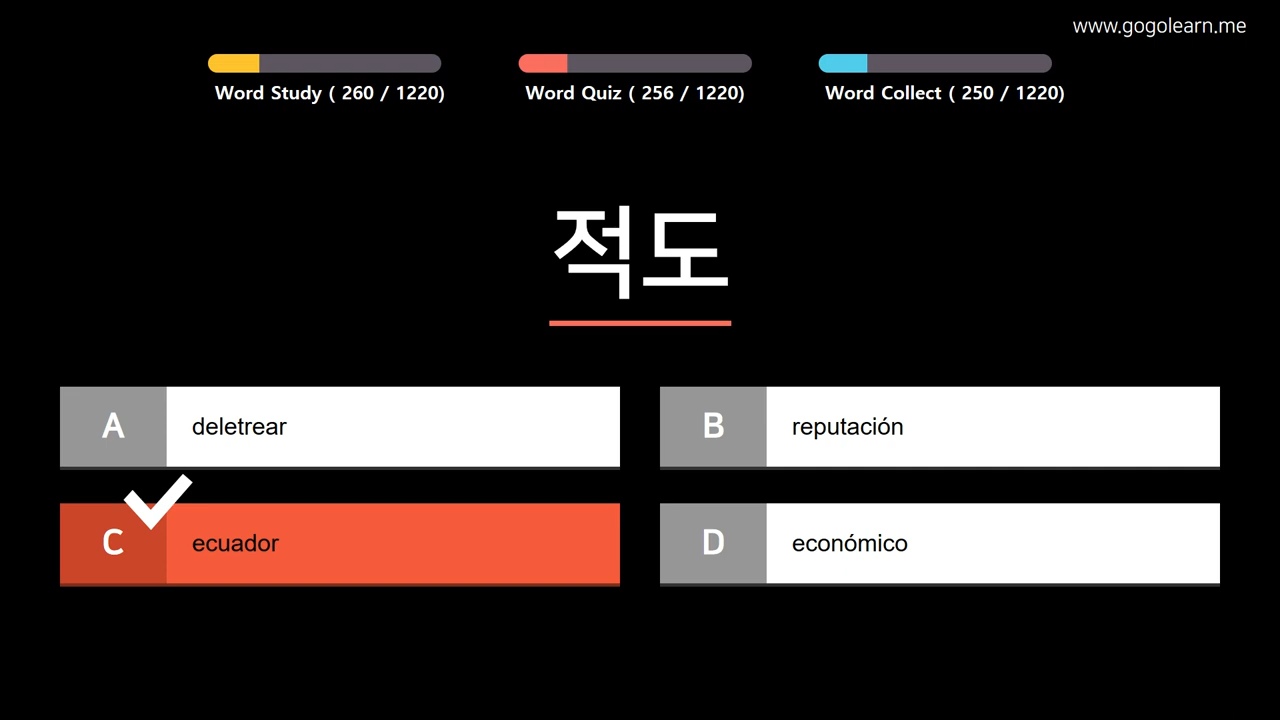 www.gogolearn.me
Word Study ( 260 / 1220)
Word Quiz ( 256 / 1220)
Word Collect ( 250 / 1220)
적도
A
deletrear
B
reputación
C
ecuador
D
económico